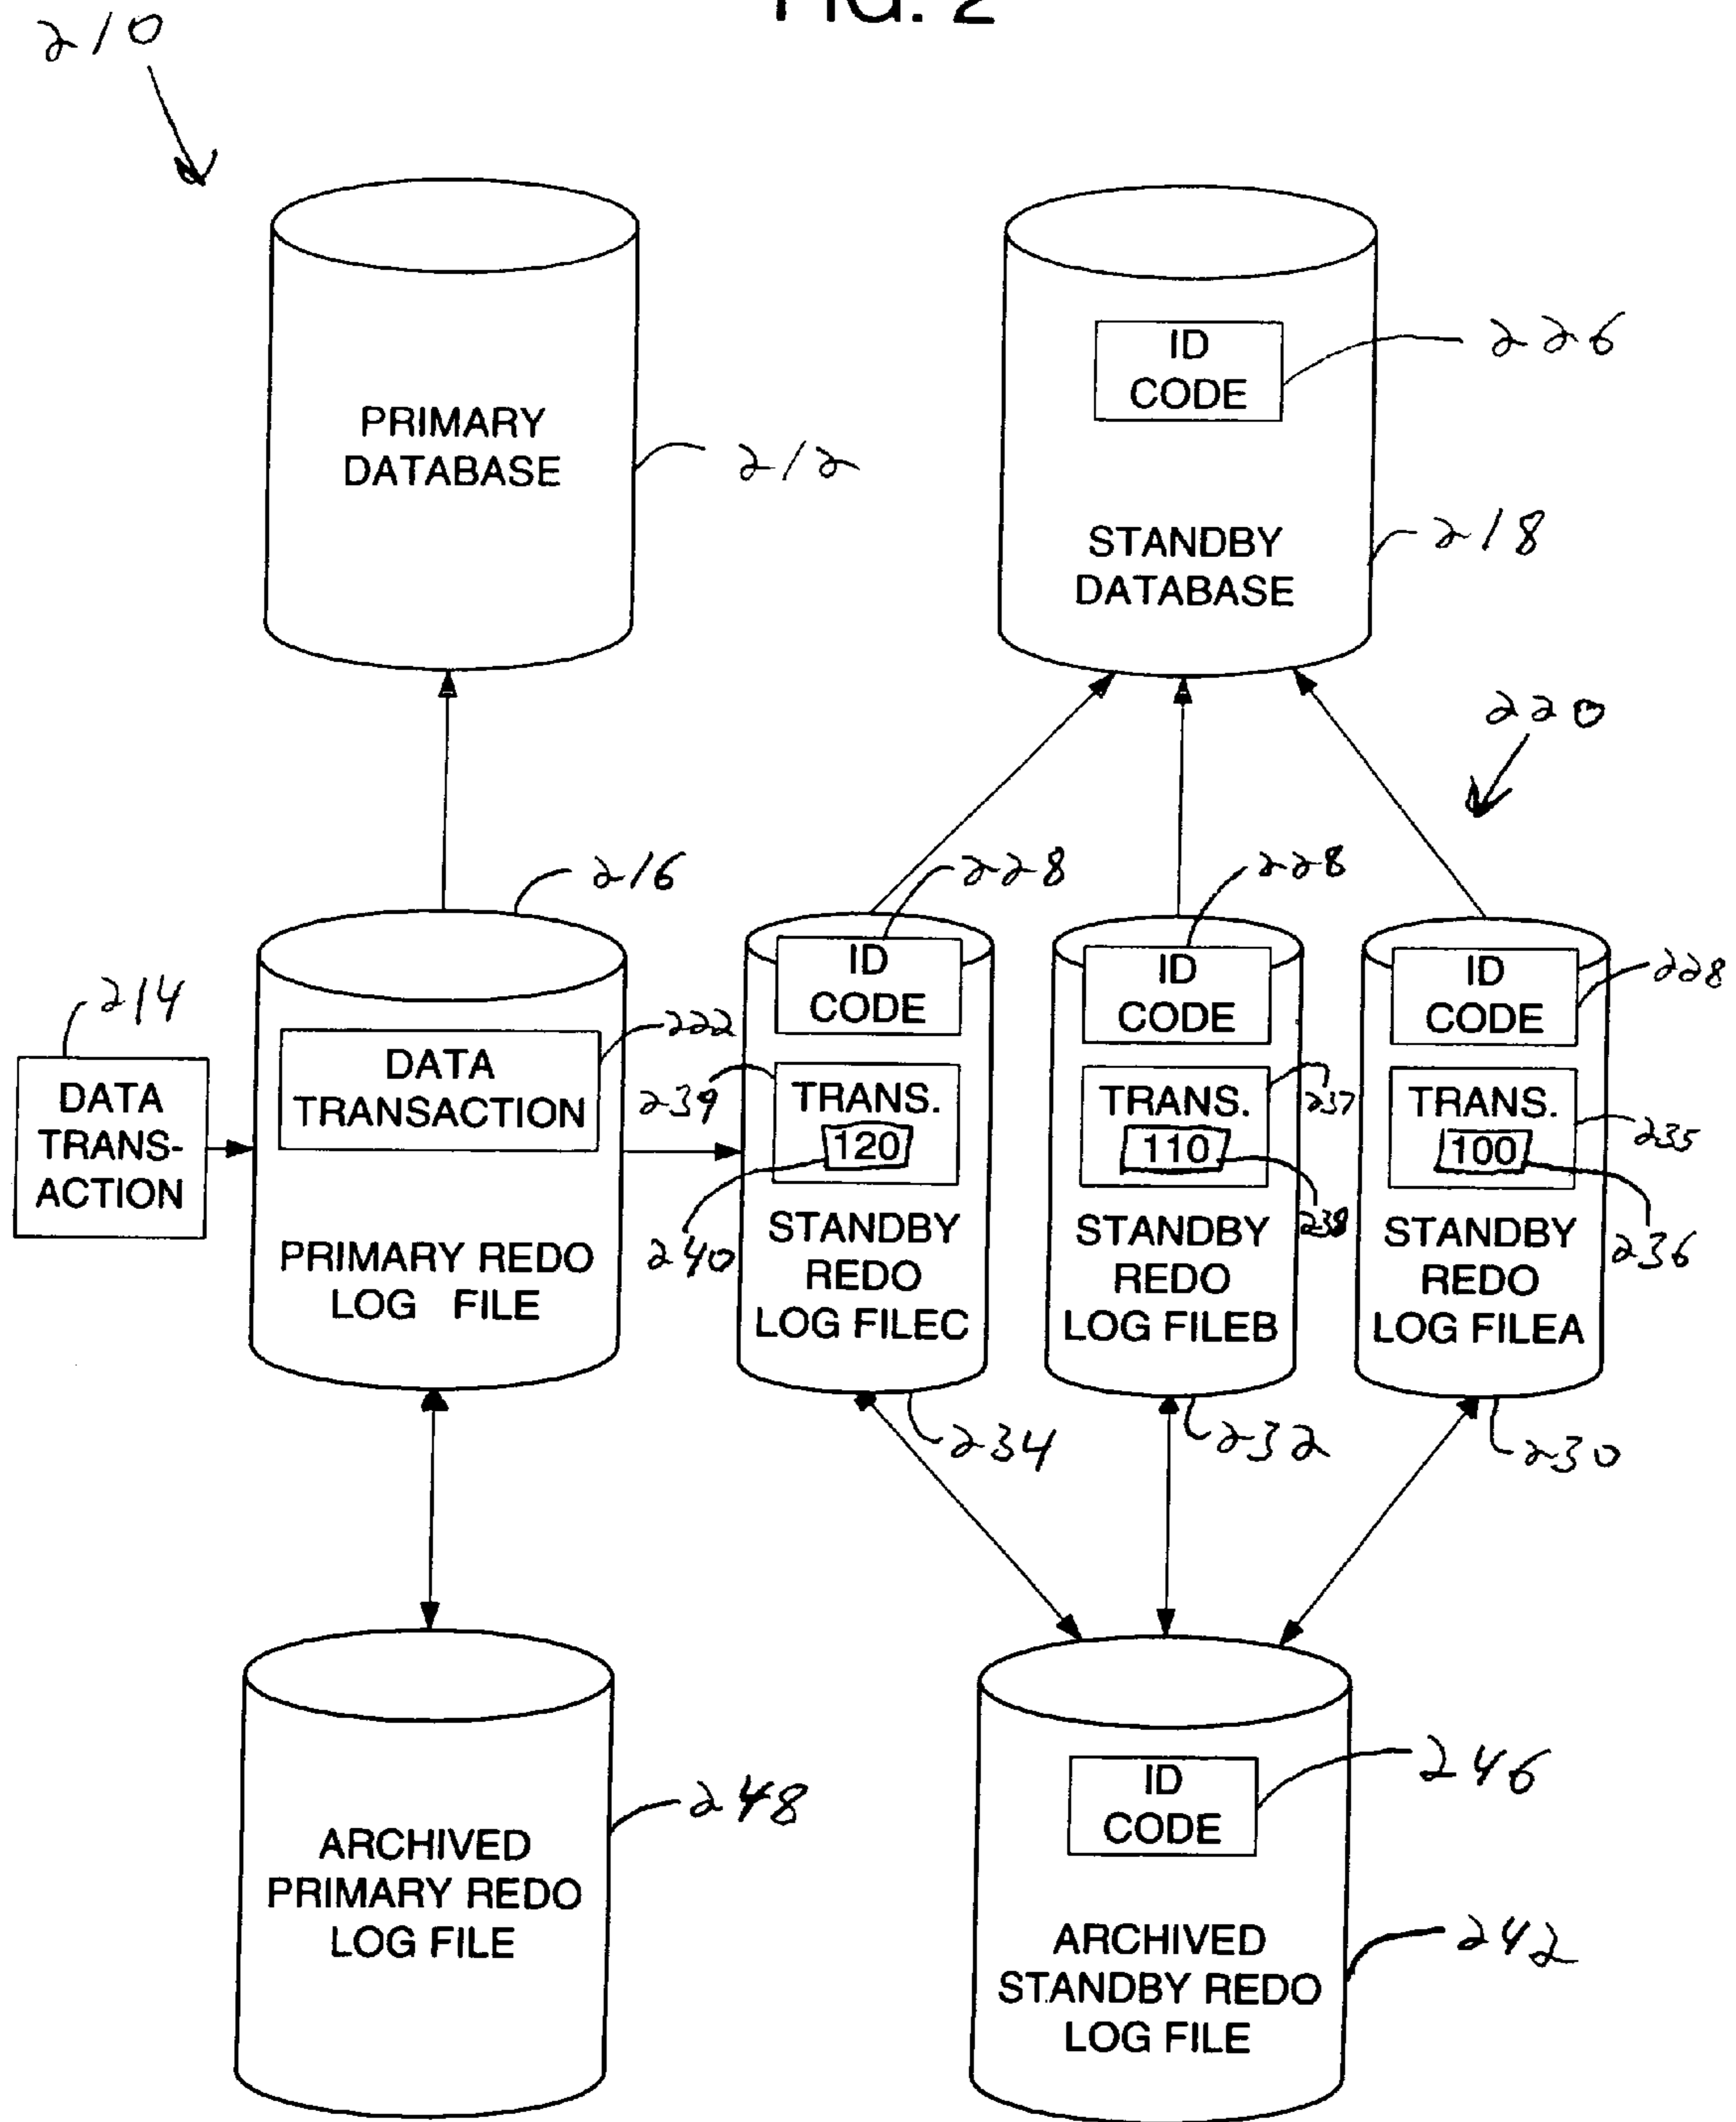 FIG. 2
210
PRIMARY
DATABASE
212
ID
CODE
226
STANDBY
DATABASE
218
220
216
228
228
228
214
DATA
TRANS-
ACTION
DATA
TRANSACTION
222
PRIMARY REDO
LOG FILE
ID
CODE
239
TRANS.
120
240
STANDBY
REDO
LOG FILEC
234
ID
CODE
TRANS.
110
237
238
STANDBY
REDO
LOG FILEB
232
ID
CODE
TRANS.
100
235
236
STANDBY
REDO
LOG FILEA
230
ARCHIVED
PRIMARY REDO
LOG FILE
248
ID
CODE
246
ARCHIVED
STANDBY REDO
LOG FILE
242